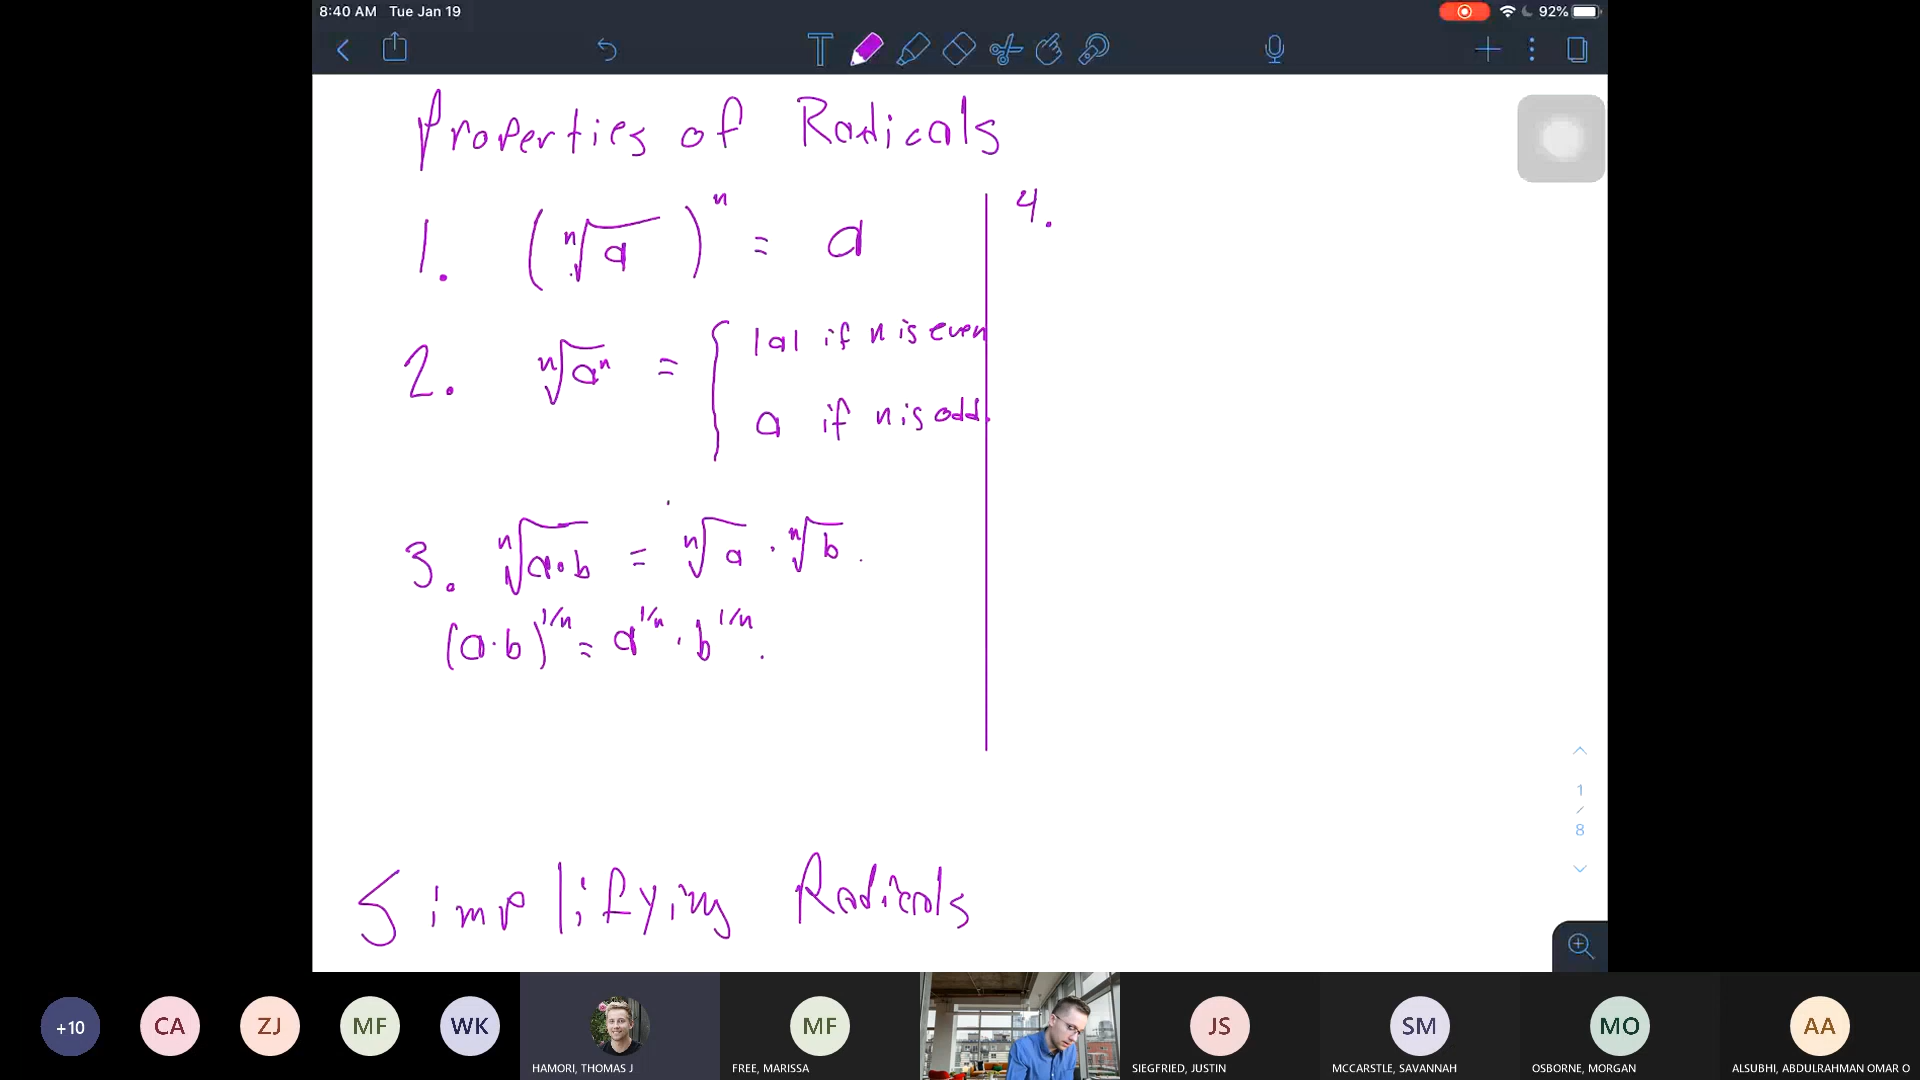 8:40 AM Tue Jan 19
92%
Properties of Radicals
1. (ⁿ√a)ⁿ = a
2. ⁿ√aⁿ = { |a| if n is even
a if n is odd.
3. ⁿ√a·b = ⁿ√a · ⁿ√b.
(a·b)^1/n = a^1/n · b^1/n.
4.
Simplifying Radicals
1
/
8
+10
CA
ZJ
MF
WK
HAMORI, THOMAS J
MF
FREE, MARISSA
JS
SIEGFRIED, JUSTIN
SM
MCCARSTLE, SAVANNAH
MO
OSBORNE, MORGAN
AA
ALSUBHI, ABDULRAHMAN OMAR O